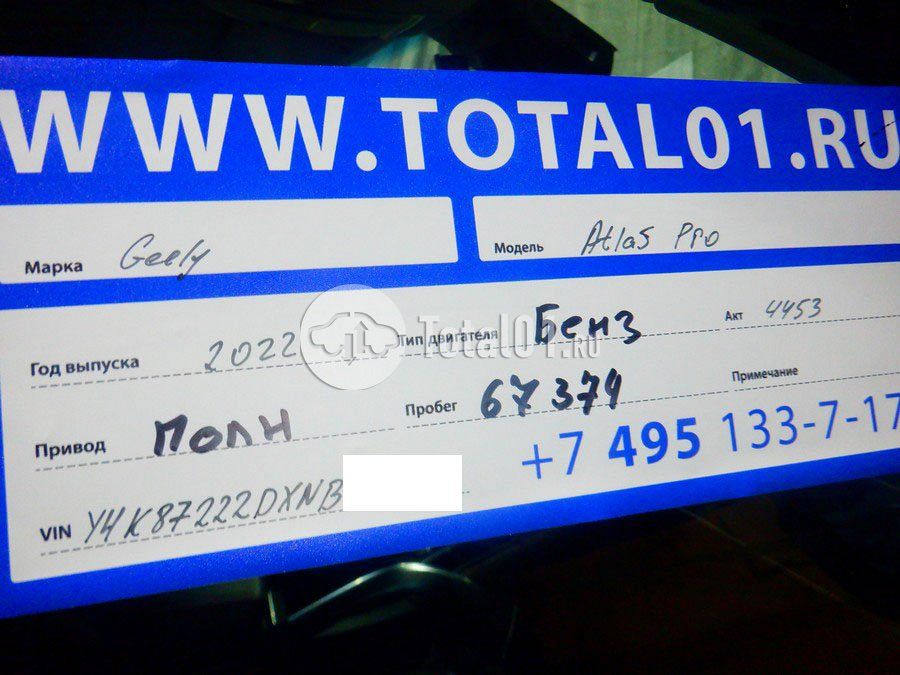 WWW.TOTAL01.RU
Марка Geely Модель Atlas Pro
Год выпуска 2022 Тип двигателя Бенз Акт 4453
Total01.RU
Привод Полн Пробег 67374 Примечание
+7 495 133-7-17
VIN Y4K87222DXNB